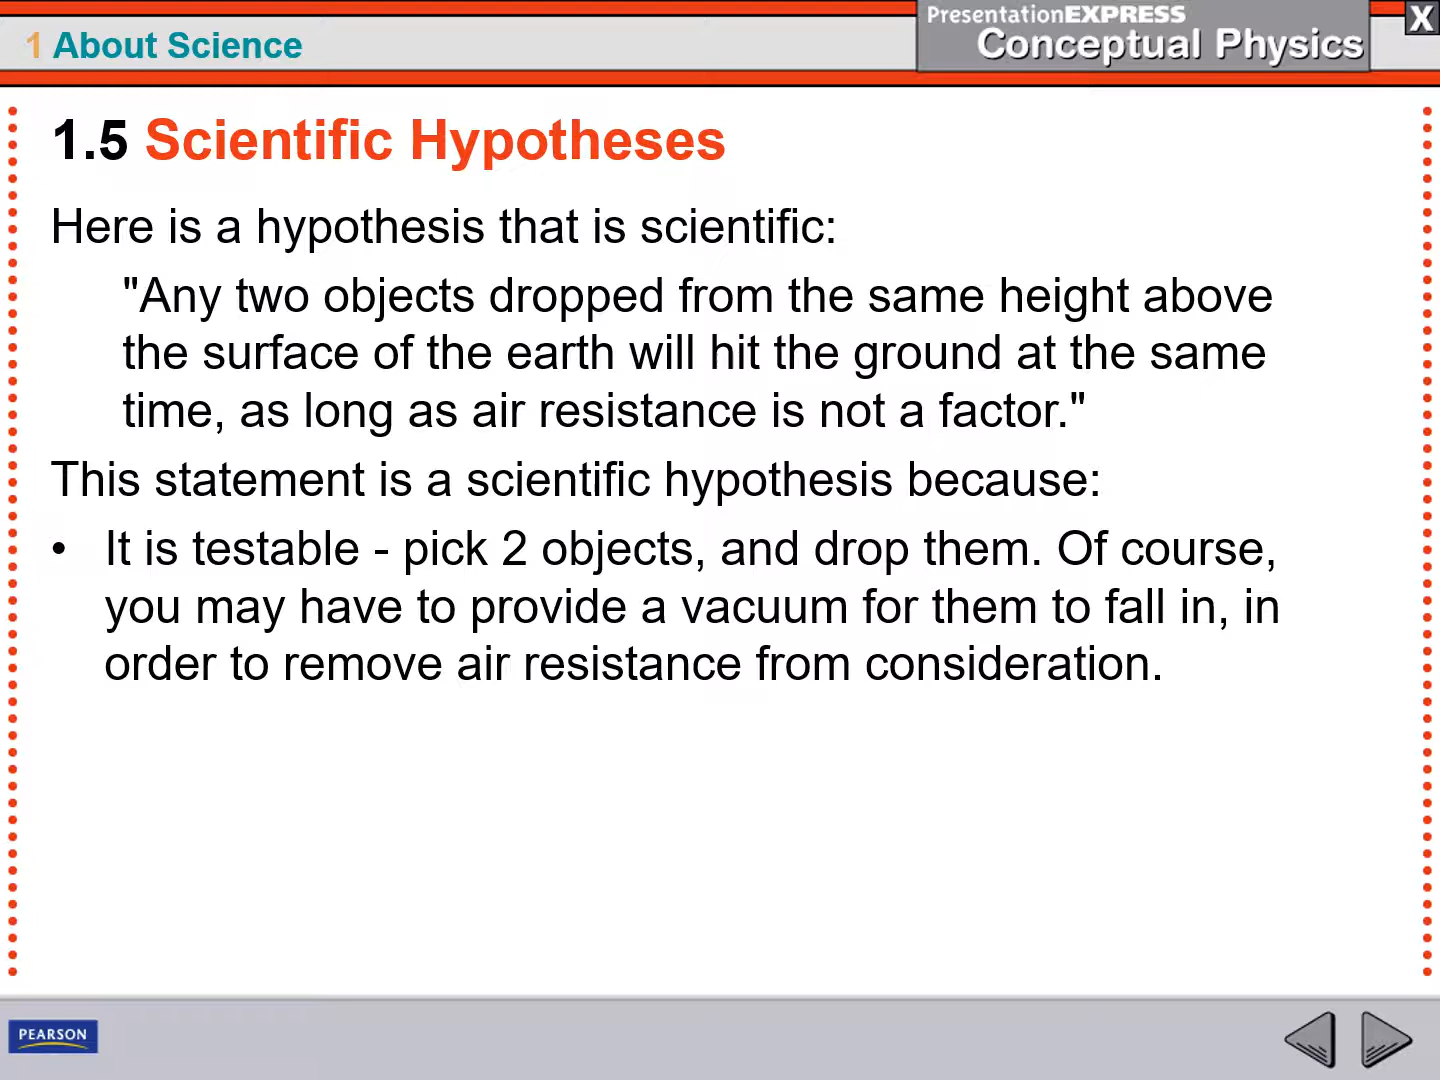 1 About Science
PresentationEXPRESS
Conceptual Physics
X
1.5 Scientific Hypotheses
Here is a hypothesis that is scientific:
"Any two objects dropped from the same height above
the surface of the earth will hit the ground at the same
time, as long as air resistance is not a factor."
This statement is a scientific hypothesis because:
• It is testable - pick 2 objects, and drop them. Of course,
you may have to provide a vacuum for them to fall in, in
order to remove air resistance from consideration.
PEARSON